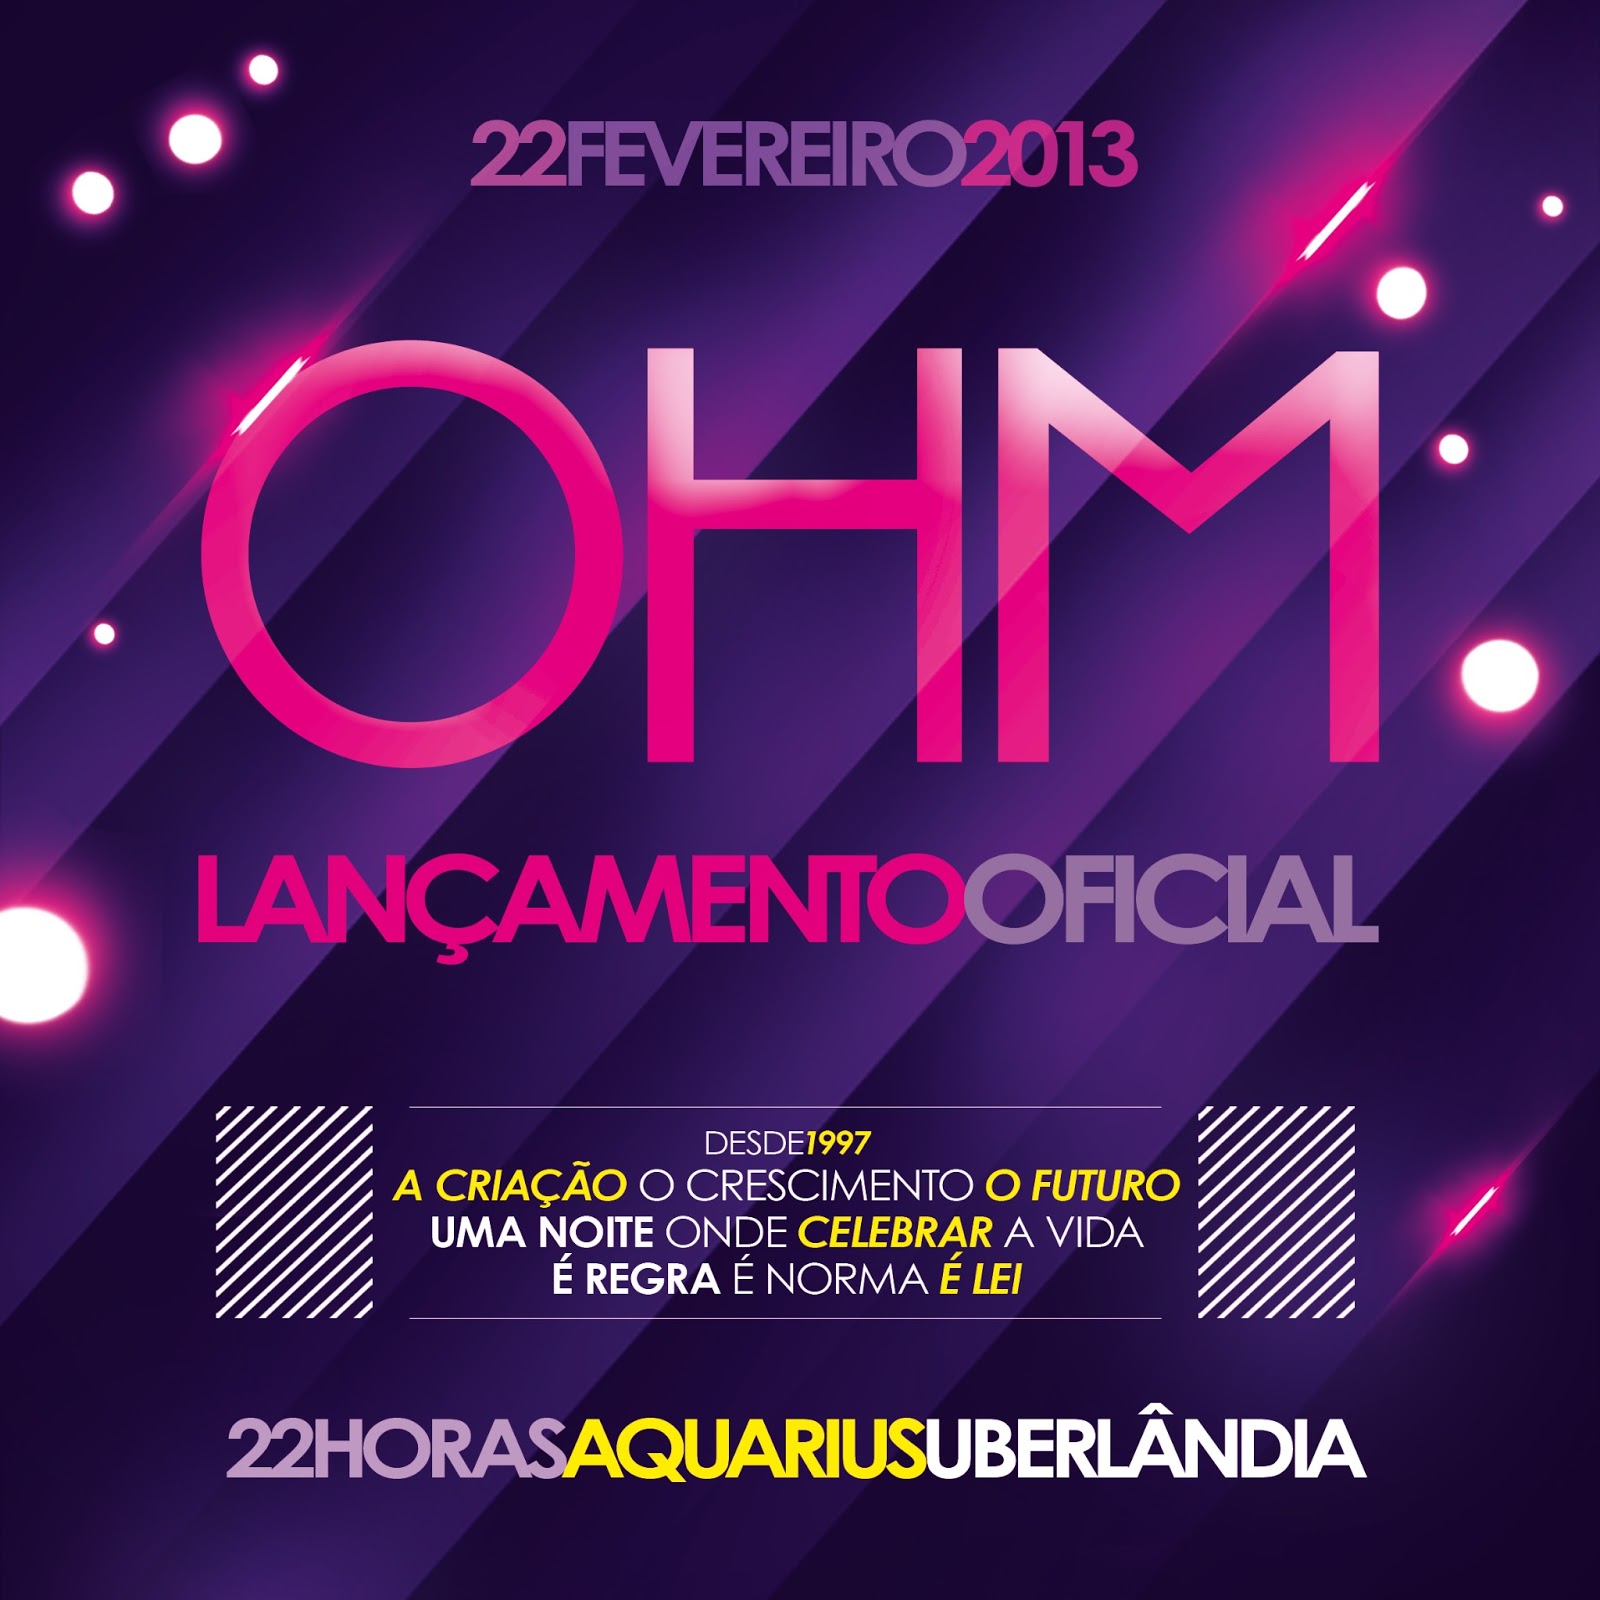 22FEVEREIRO2013
OHM
LANÇAMENTOOFICIAL
DESDE1997
A CRIAÇÃO O CRESCIMENTO O FUTURO
UMA NOITE ONDE CELEBRAR A VIDA
É REGRA É NORMA É LEI
22HORASAQUARIUSUBERLÂNDIA